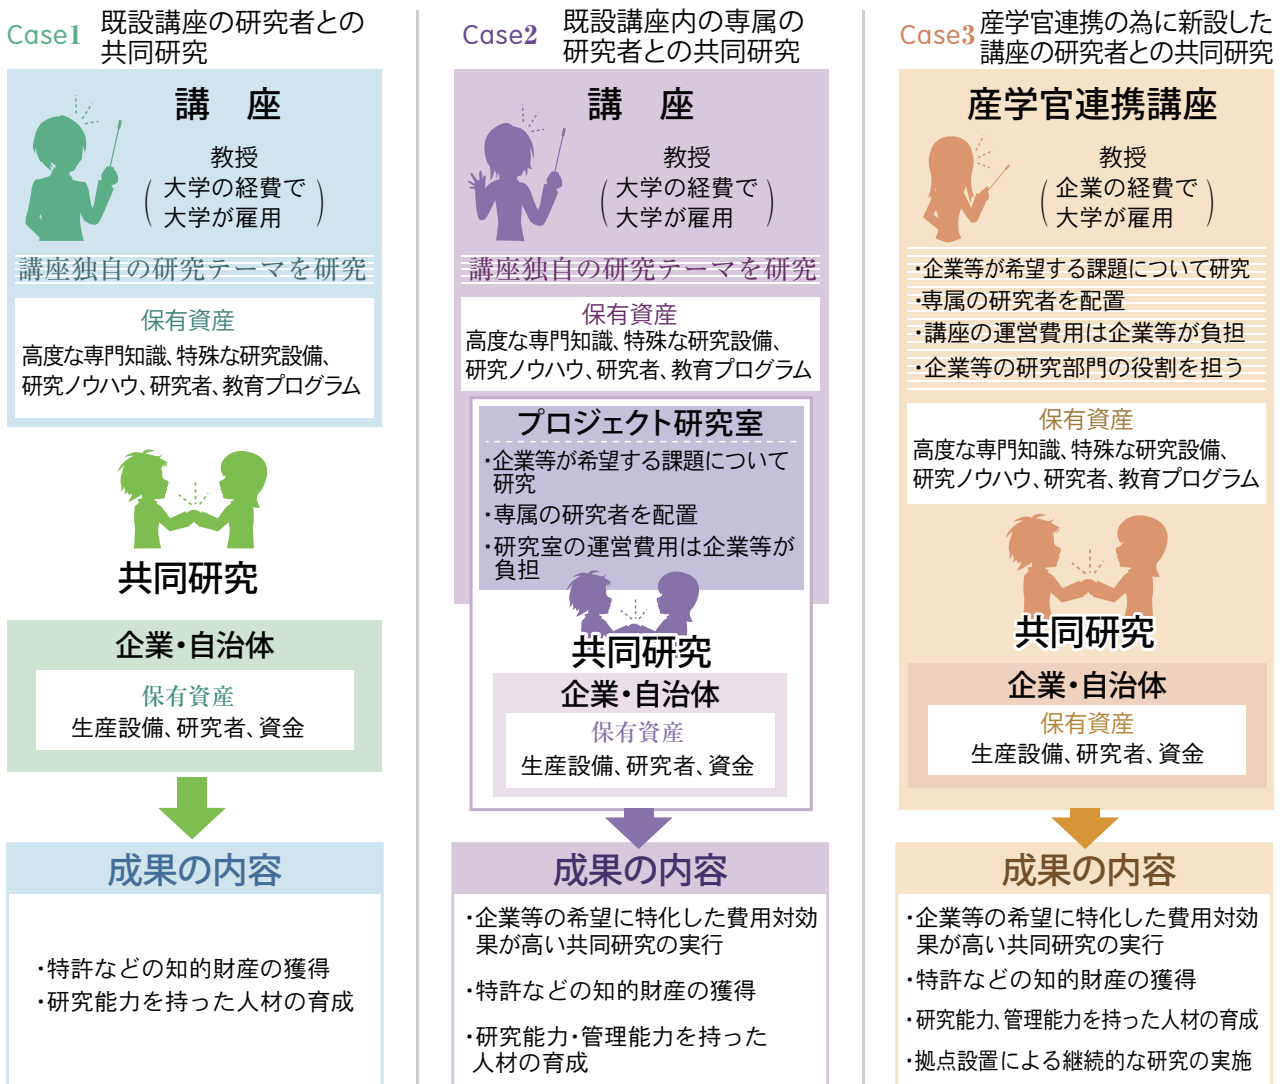 Case1 既設講座の研究者との
共同研究
講 座
教授
(大学の経費で
大学が雇用)
講座独自の研究テーマを研究
保有資産
高度な専門知識、特殊な研究設備、
研究ノウハウ、研究者、教育プログラム
共同研究
企業・自治体
保有資産
生産設備、研究者、資金
成果の内容
・特許などの知的財産の獲得
・研究能力を持った人材の育成
Case2 既設講座内の専属の
研究者との共同研究
講 座
教授
(大学の経費で
大学が雇用)
講座独自の研究テーマを研究
保有資産
高度な専門知識、特殊な研究設備、
研究ノウハウ、研究者、教育プログラム
プロジェクト研究室
・企業等が希望する課題について
研究
・専属の研究者を配置
・研究室の運営費用は企業等が
負担
共同研究
企業・自治体
保有資産
生産設備、研究者、資金
成果の内容
・企業等の希望に特化した費用対効
果が高い共同研究の実行
・特許などの知的財産の獲得
・研究能力・管理能力を持った
人材の育成
Case3 産学官連携の為に新設した
講座の研究者との共同研究
産学官連携講座
教授
(企業の経費で
大学が雇用)
・企業等が希望する課題について研究
・専属の研究者を配置
・講座の運営費用は企業等が負担
・企業等の研究部門の役割を担う
保有資産
高度な専門知識、特殊な研究設備、
研究ノウハウ、研究者、教育プログラム
共同研究
企業・自治体
保有資産
生産設備、研究者、資金
成果の内容
・企業等の希望に特化した費用対効
果が高い共同研究の実行
・特許などの知的財産の獲得
・研究能力、管理能力を持った人材の育成
・拠点設置による継続的な研究の実施